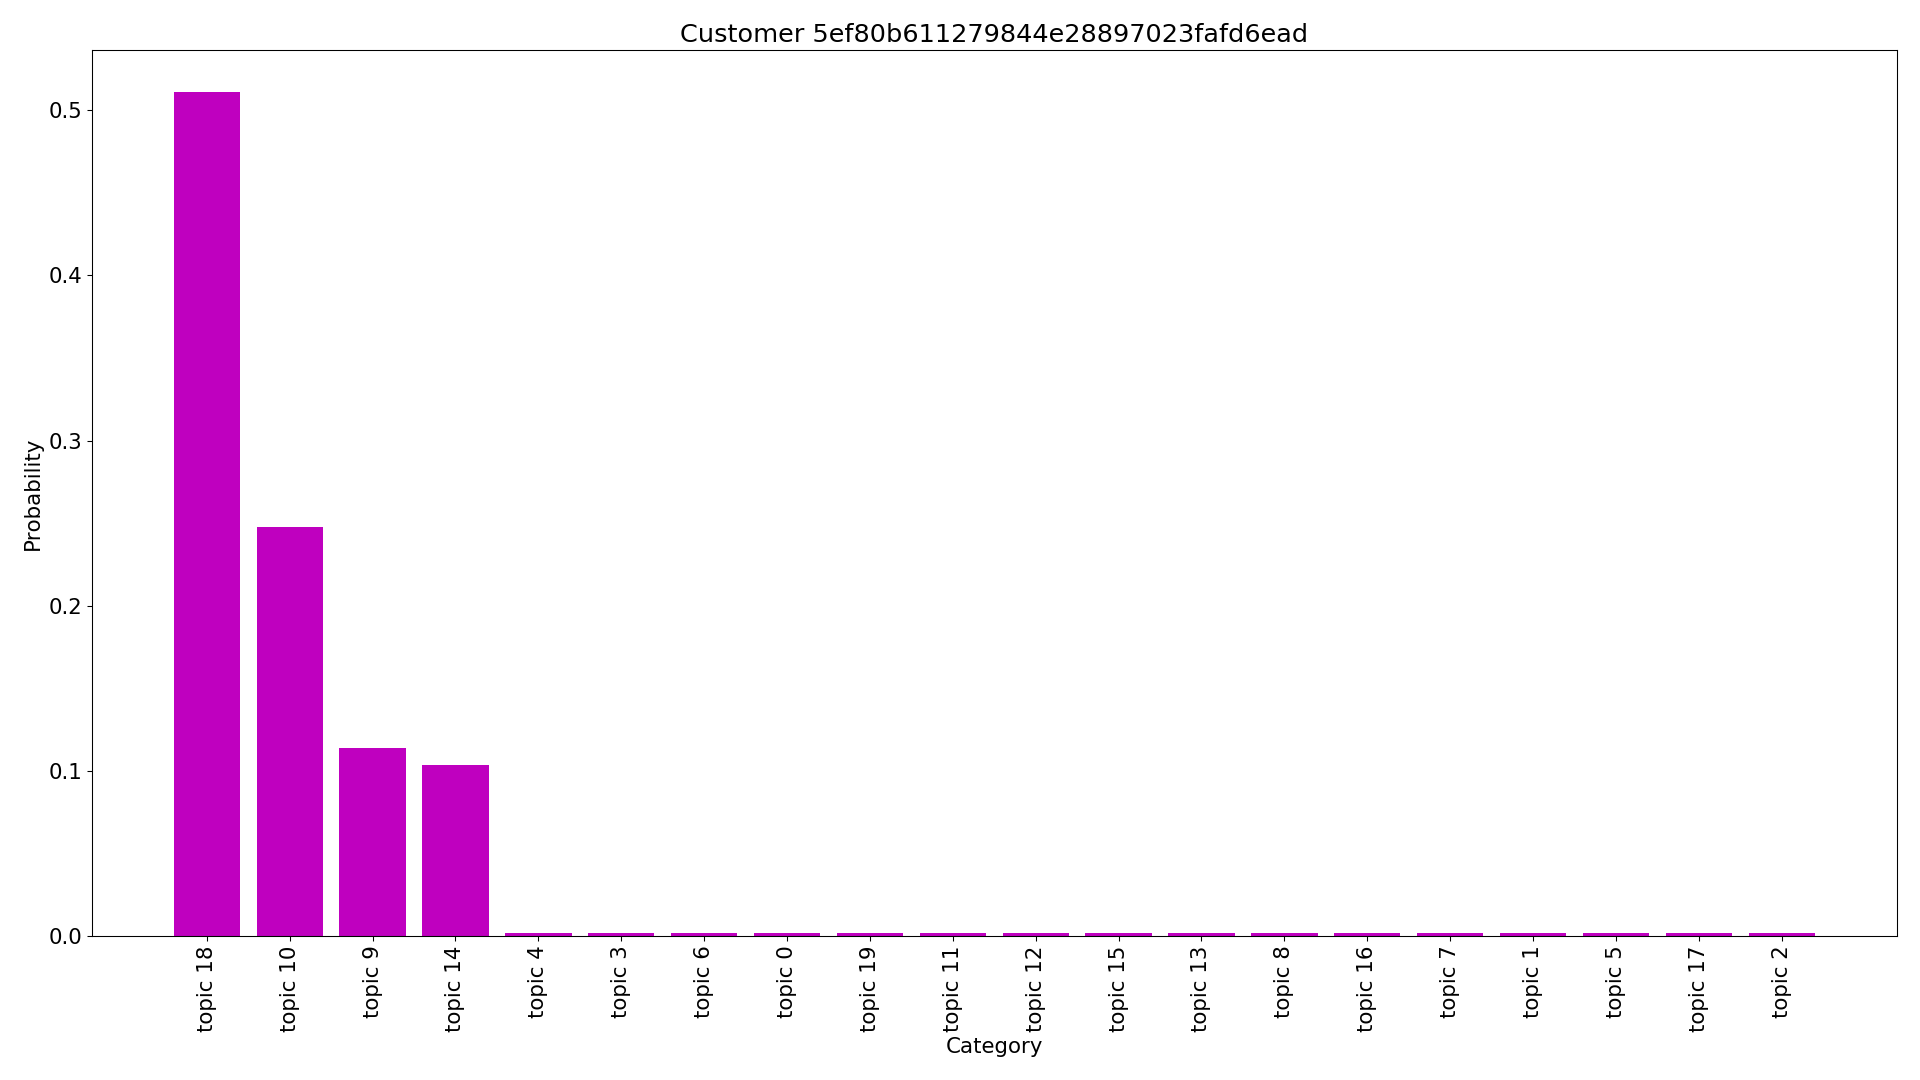 Customer 5ef80b611279844e28897023fafd6ead
Probability
0.5
0.4
0.3
0.2
0.1
0.0
topic 18
topic 10
topic 9
topic 14
topic 4
topic 3
topic 6
topic 0
topic 19
topic 11
topic 12
topic 15
topic 13
topic 8
topic 16
topic 7
topic 1
topic 5
topic 17
topic 2
Category